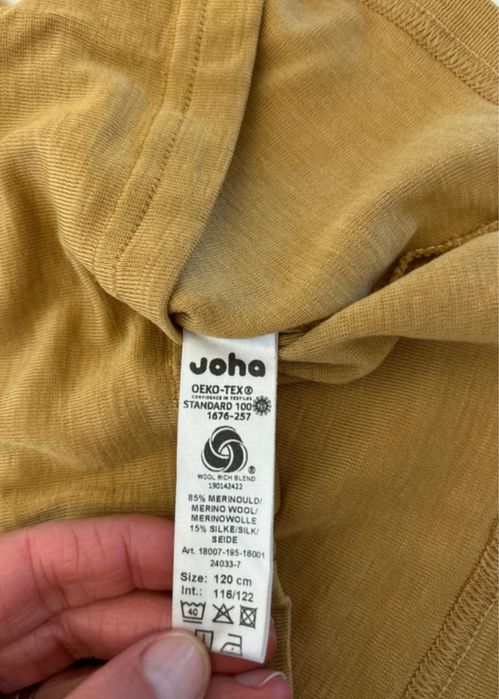 Joha
OEKO-TEX®
CONFIDENCE IN TEXTILES
STANDARD 100
1676-257
®
WOOL RICH BLEND
190142422
85% MERINOULD/
MERINO WOOL/
MERINOWOLLE
15% SILKE/SILK/
SEIDE
Art. 18007-195-16001
24033-7
Size: 120 cm
Int.: 116/122
40